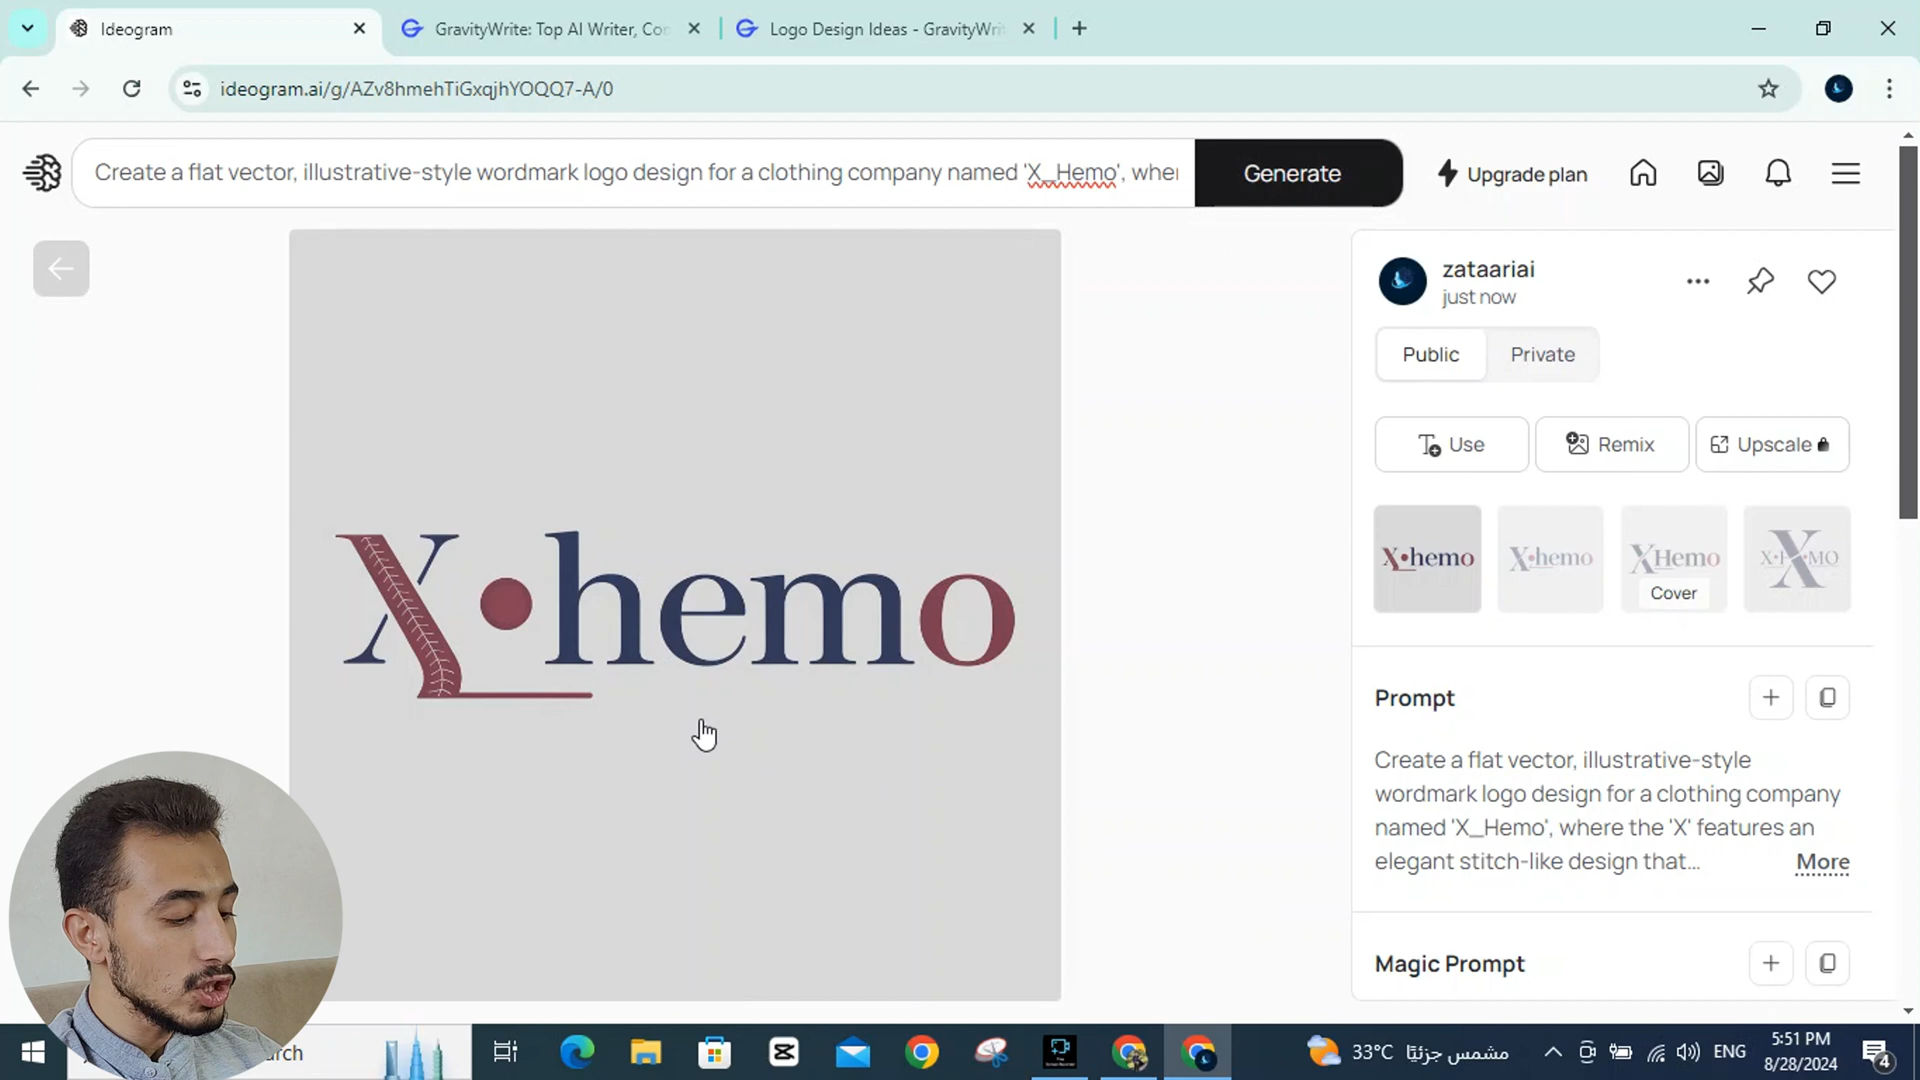 Ideogram
GravityWrite: Top AI Writer, Con
Logo Design Ideas - GravityWri
ideogram.ai/g/AZv8hmehTiGxqjhYOQQ7-A/0
Create a flat vector, illustrative-style wordmark logo design for a clothing company named 'X_Hemo', wher
Generate
Upgrade plan
zataariai
just now
Public
Private
Use
Remix
Upscale
X•hemo
X•hemo
X•hemo
XHemo
Cover
X•HEMO
Prompt
Create a flat vector, illustrative-style
wordmark logo design for a clothing company
named 'X_Hemo', where the 'X' features an
elegant stitch-like design that...
More
Magic Prompt
arch
33°C
مشمس جزئيًا
ENG
5:51 PM
8/28/2024
4